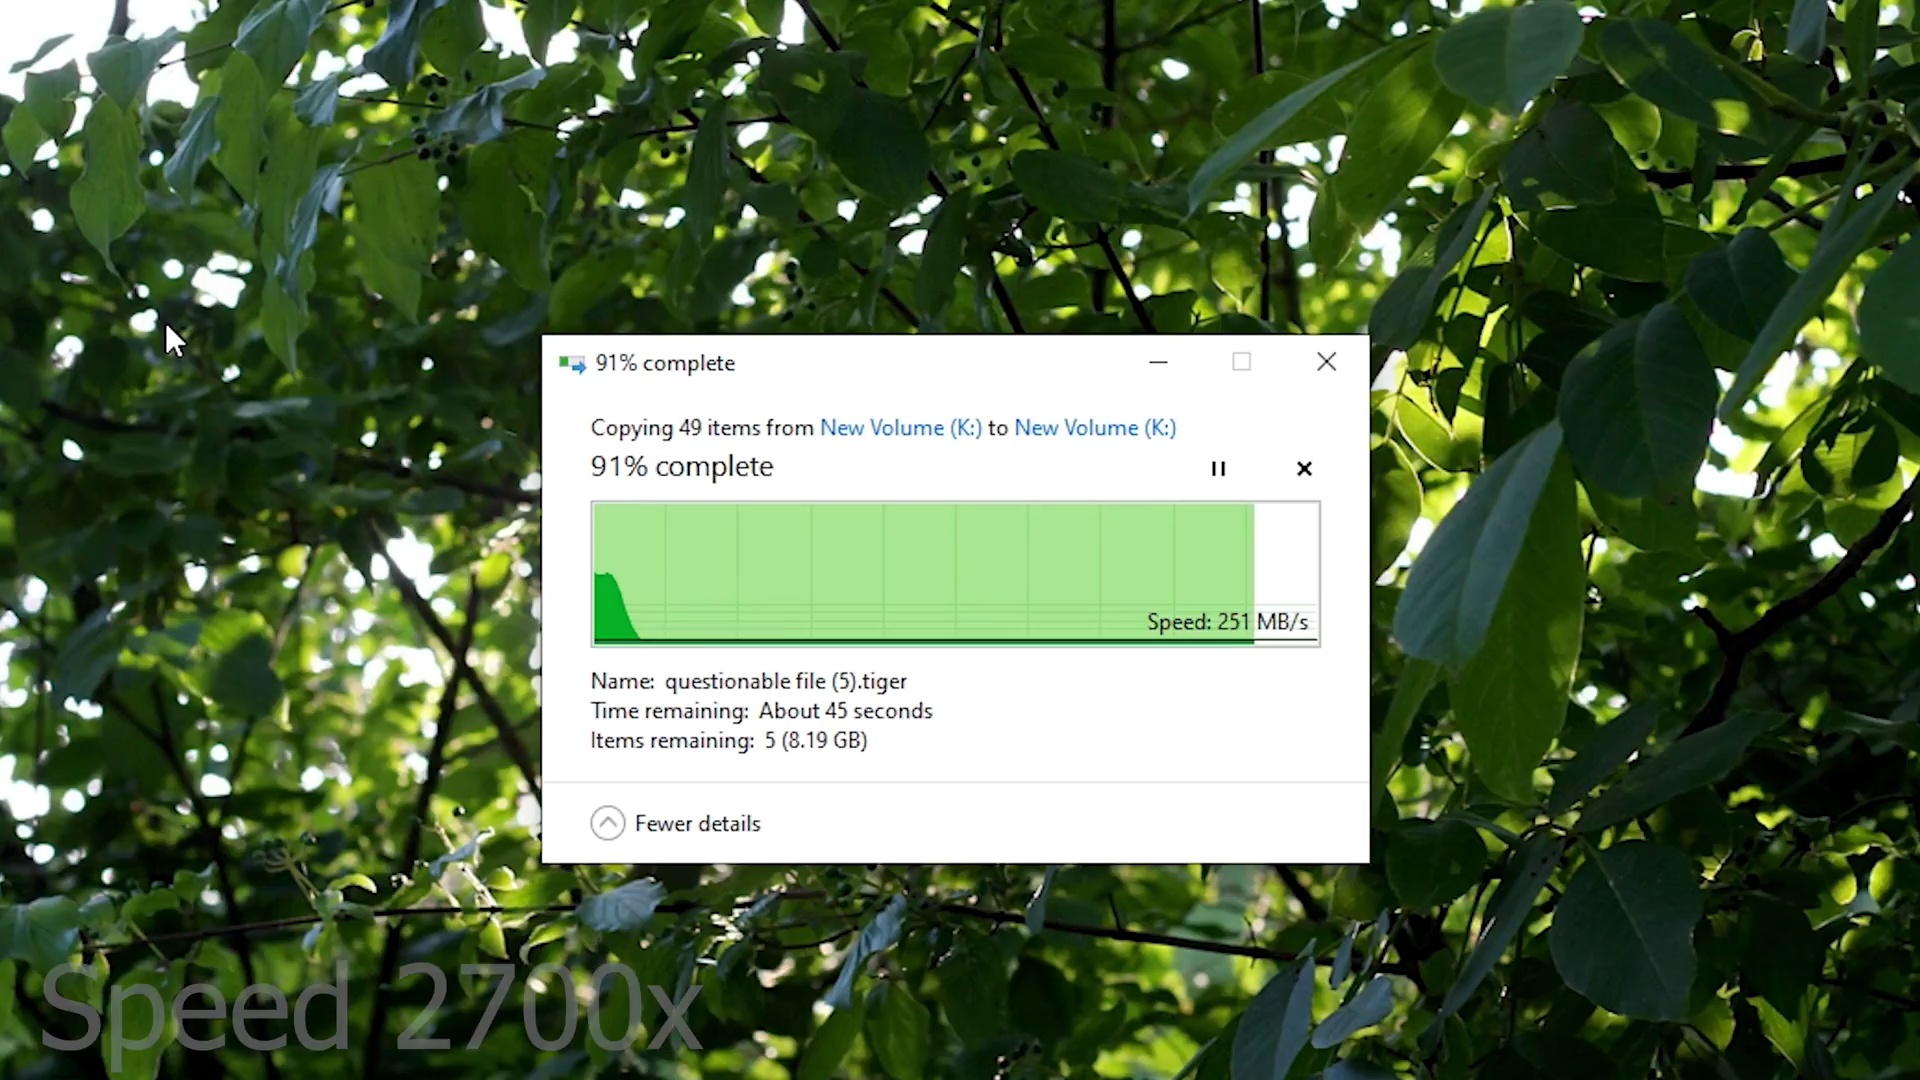 91% complete
Copying 49 items from New Volume (K:) to New Volume (K:)
91% complete
Speed: 251 MB/s
Name: questionable file (5).tiger
Time remaining: About 45 seconds
Items remaining: 5 (8.19 GB)
Fewer details
Speed 2700x